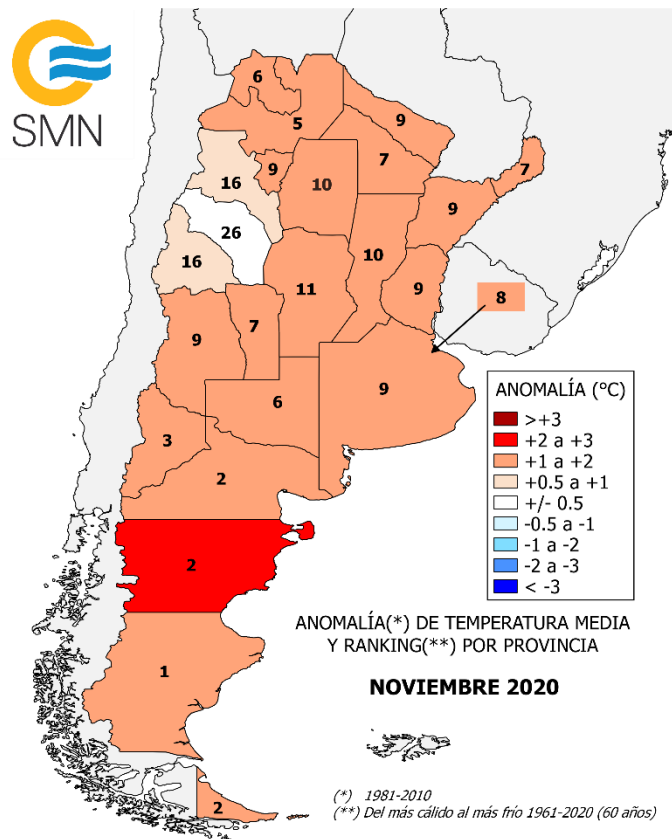 SMN
6
5
9
7
7
16
9
10
9
26
16
10
9
8
11
9
7
9
6
3
2
2
1
2
ANOMALÍA (°C)
>+3
+2 a +3
+1 a +2
+0.5 a +1
+/- 0.5
-0.5 a -1
-1 a -2
-2 a -3
< -3
ANOMALÍA(*) DE TEMPERATURA MEDIA
Y RANKING(**) POR PROVINCIA
NOVIEMBRE 2020
(*) 1981-2010
(**) Del más cálido al más frío 1961-2020 (60 años)